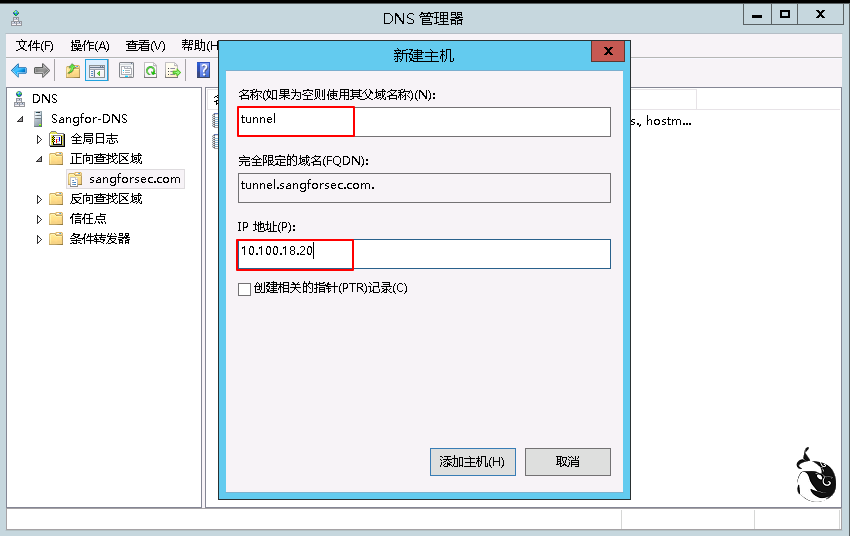 DNS 管理器
文件(F) 操作(A) 查看(V) 帮助(H
新建主机
DNS
Sangfor-DNS
全局日志
正向查找区域
sangforsec.com
反向查找区域
信任点
条件转发器
名称(如果为空则使用其父域名称)(N):
tunnel
完全限定的域名(FQDN):
tunnel.sangforsec.com.
IP 地址(P):
10.100.18.20
创建相关的指针(PTR)记录(C)
添加主机(H) 取消
s., hostm...